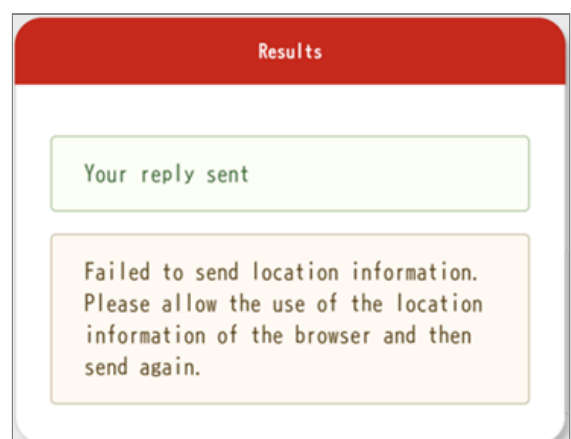 Results
Your reply sent
Failed to send location information.
Please allow the use of the location
information of the browser and then
send again.